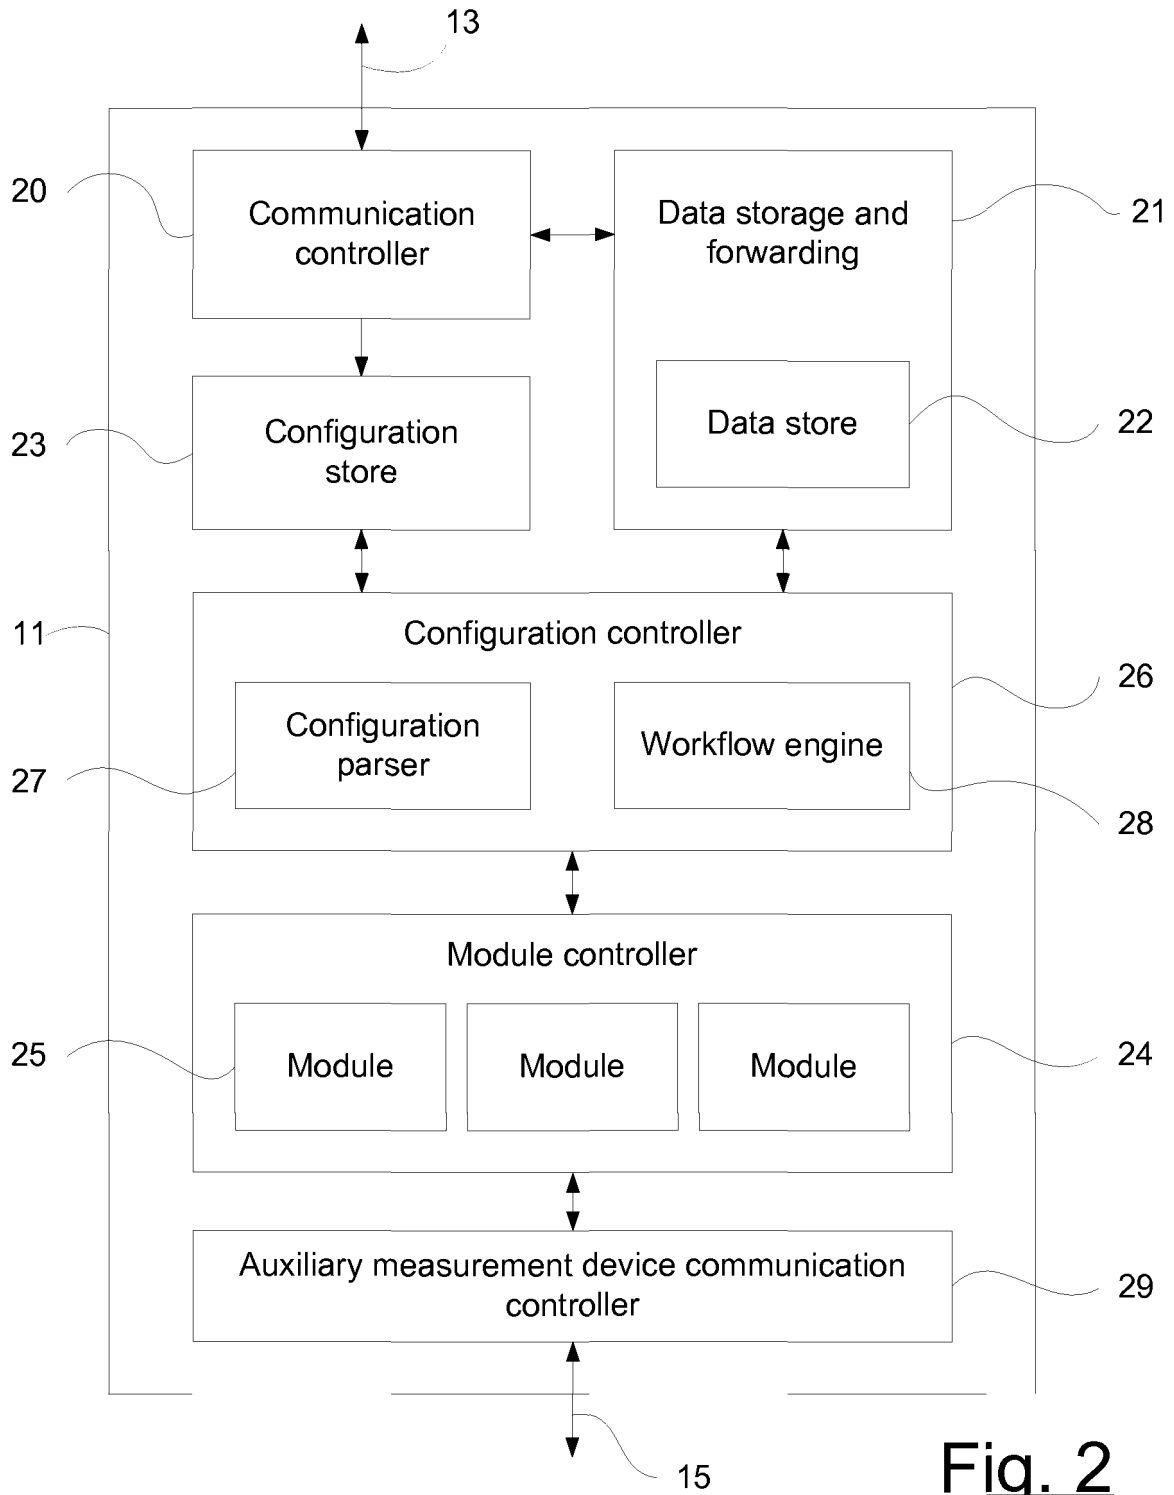 13
20
Communication
controller
Data storage and
forwarding
21
23
Configuration
store
Data store
22
11
Configuration controller
26
Configuration
parser
Workflow engine
27
28
Module controller
25
Module
Module
Module
24
Auxiliary measurement device communication
controller
29
15
Fig. 2